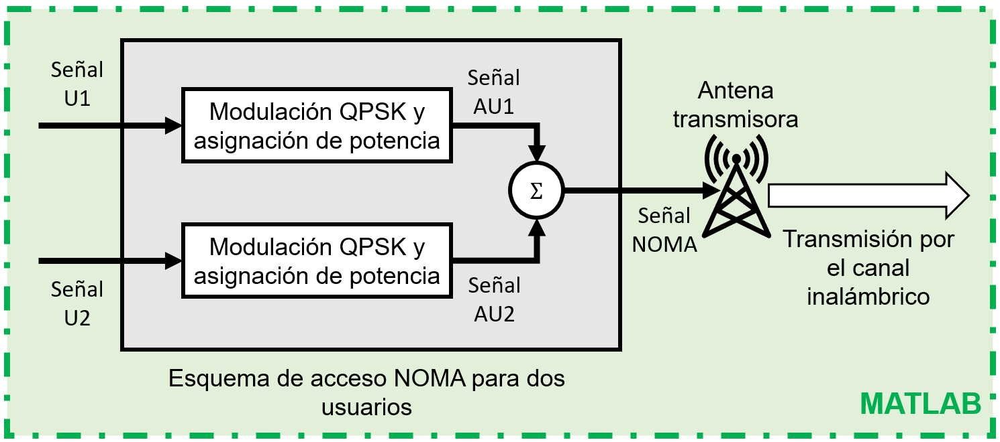 Señal
U1
Modulación QPSK y
asignación de potencia
Señal
AU1
Antena
transmisora
Σ
Señal
NOMA
Transmisión por
el canal
inalámbrico
Modulación QPSK y
asignación de potencia
Señal
U2
Señal
AU2
Esquema de acceso NOMA para dos
usuarios
MATLAB